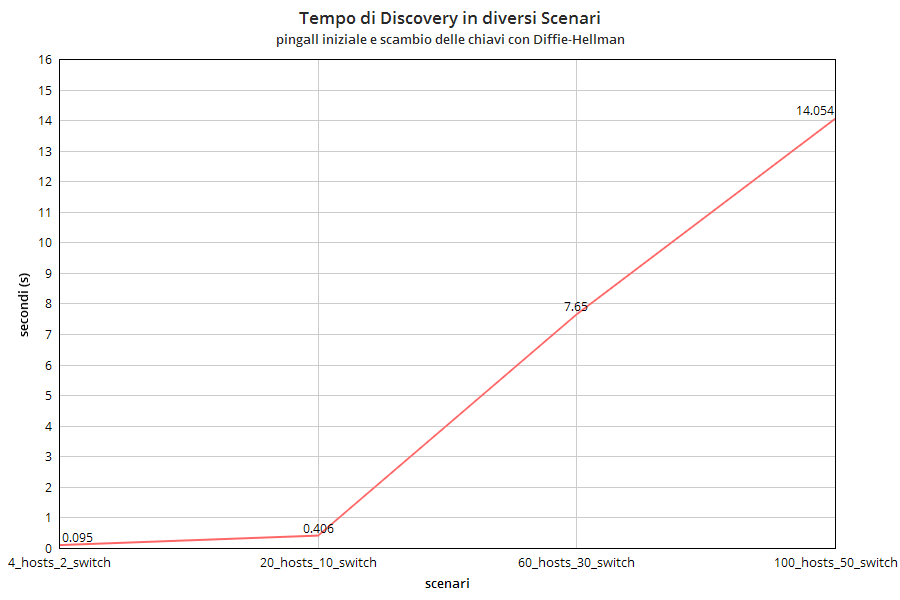 Tempo di Discovery in diversi Scenari
pingall iniziale e scambio delle chiavi con Diffie-Hellman
16
15
14
13
12
11
10
9
8
7
6
5
4
3
2
1
0
secondi (s)
0.095
0.406
7.65
14.054
4_hosts_2_switch
20_hosts_10_switch
60_hosts_30_switch
100_hosts_50_switch
scenari